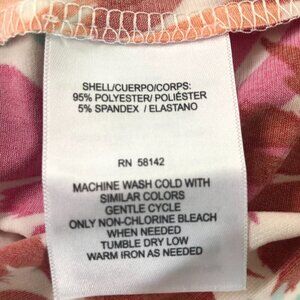 SHELL/CUERPO/CORPS:
95% POLYESTER/ POLIÉSTER
5% SPANDEX / ELASTANO
RN 58142
MACHINE WASH COLD WITH
SIMILAR COLORS
GENTLE CYCLE
ONLY NON-CHLORINE BLEACH
WHEN NEEDED
TUMBLE DRY LOW
WARM IRON AS NEEDED